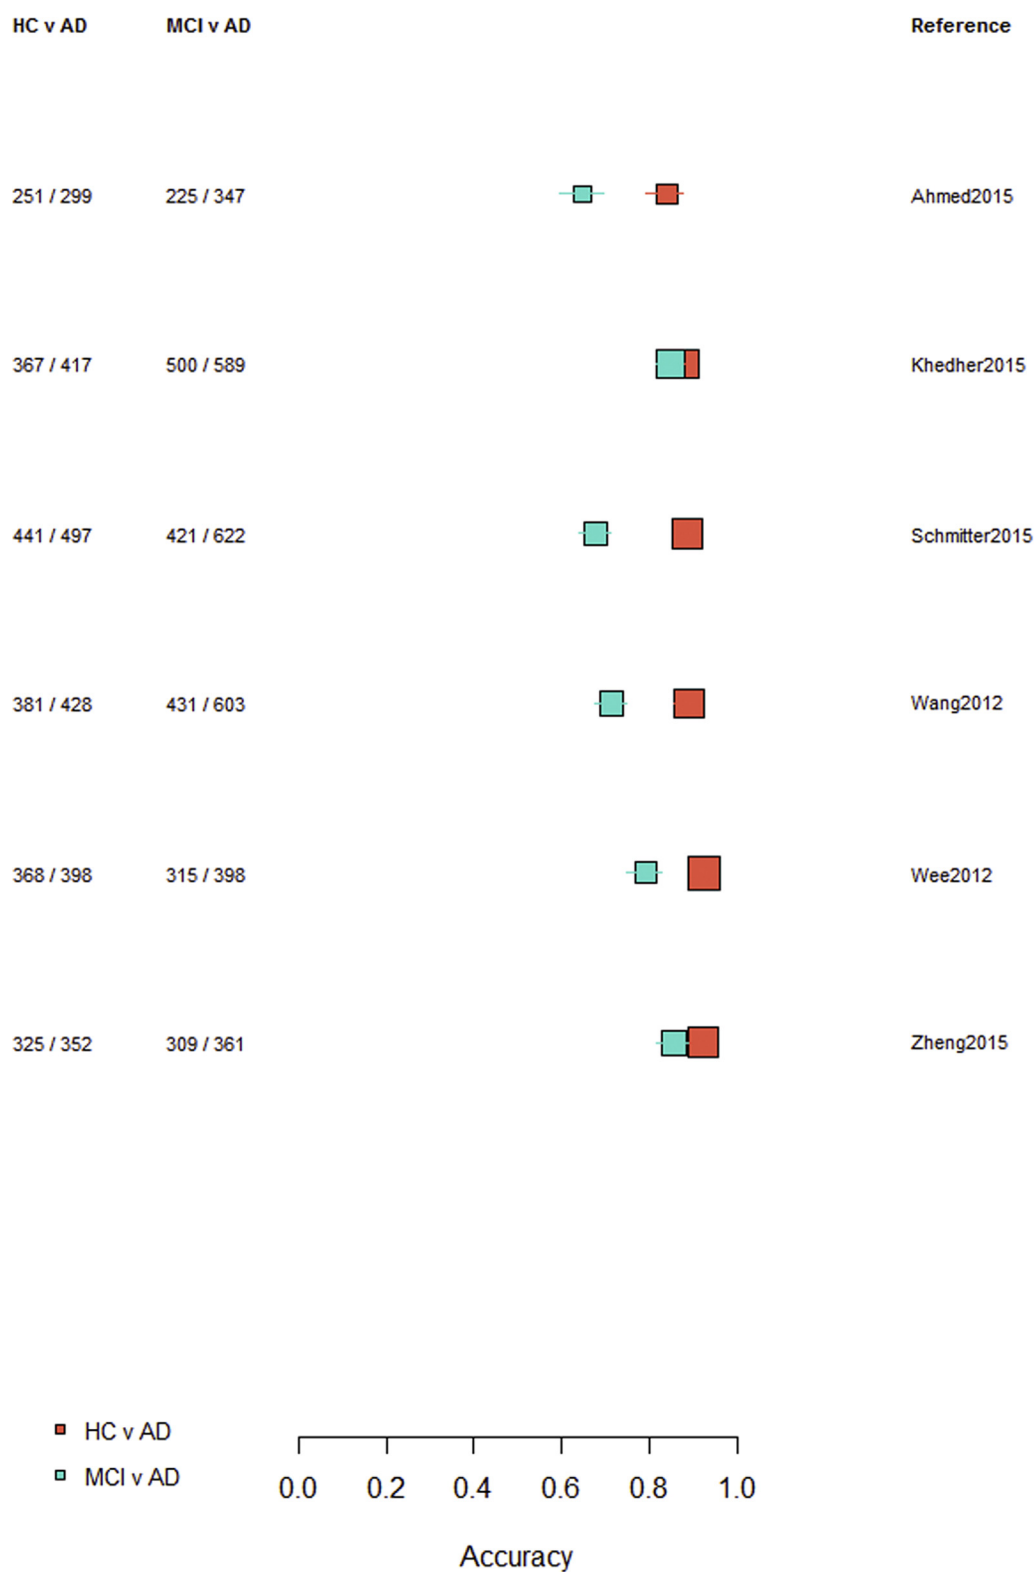 HC v AD MCI v AD Reference
251 / 299 225 / 347 Ahmed2015
367 / 417 500 / 589 Khedher2015
441 / 497 421 / 622 Schmitter2015
381 / 428 431 / 603 Wang2012
368 / 398 315 / 398 Wee2012
325 / 352 309 / 361 Zheng2015
HC v AD
MCI v AD
0.0 0.2 0.4 0.6 0.8 1.0
Accuracy